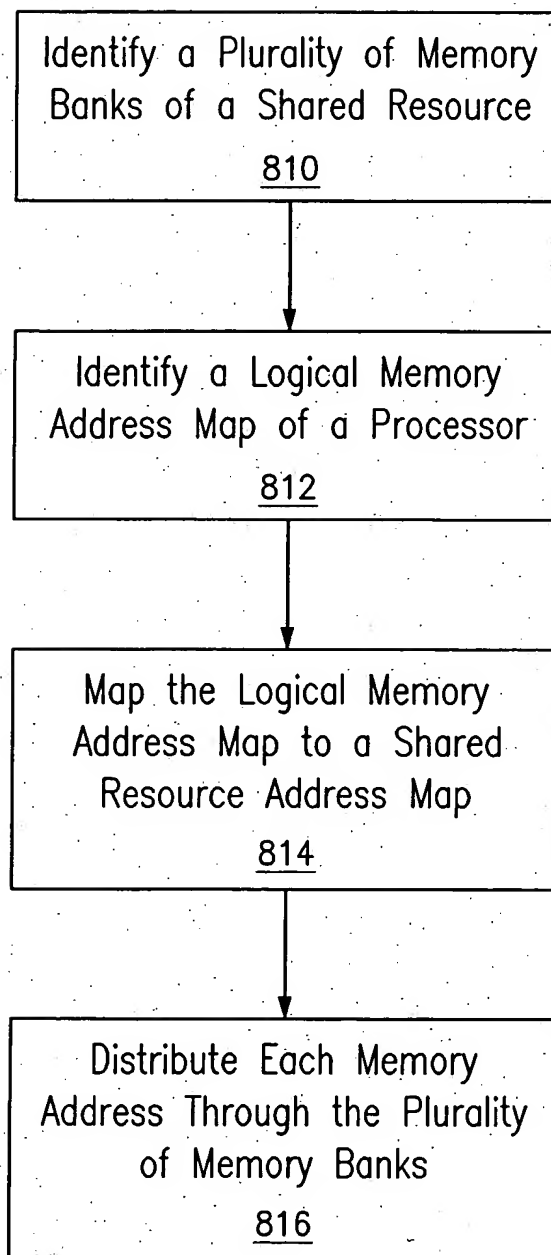 Identify a Plurality of Memory
Banks of a Shared Resource
810
Identify a Logical Memory
Address Map of a Processor
812
Map the Logical Memory
Address Map to a Shared
Resource Address Map
814
Distribute Each Memory
Address Through the Plurality
of Memory Banks
816